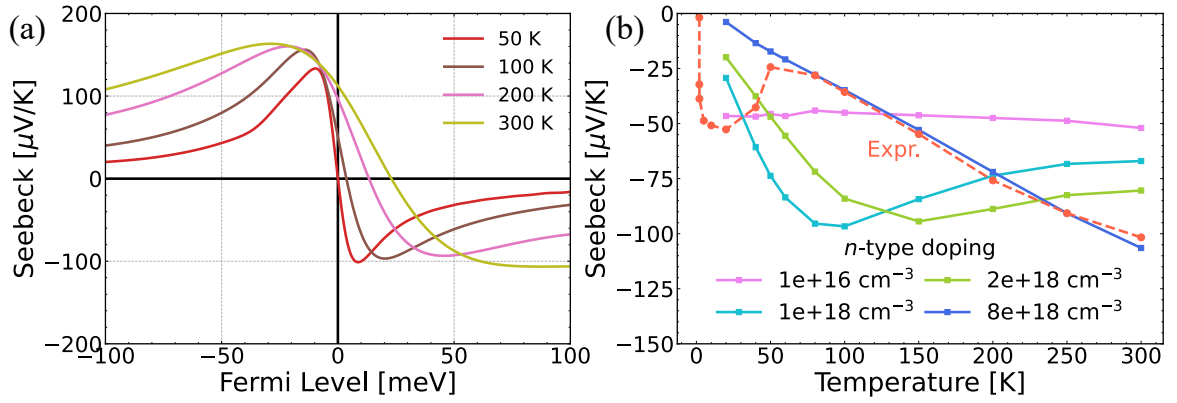 (a)
Seebeck [μV/K]
200
100
0
−100
−200
−100
−50
0
50
100
Fermi Level [meV]
50 K
100 K
200 K
300 K
(b)
Seebeck [μV/K]
0
−25
−50
−75
−100
−125
−150
0
50
100
150
200
250
300
Temperature [K]
Expr.
n-type doping
1e+16 cm⁻³
2e+18 cm⁻³
1e+18 cm⁻³
8e+18 cm⁻³